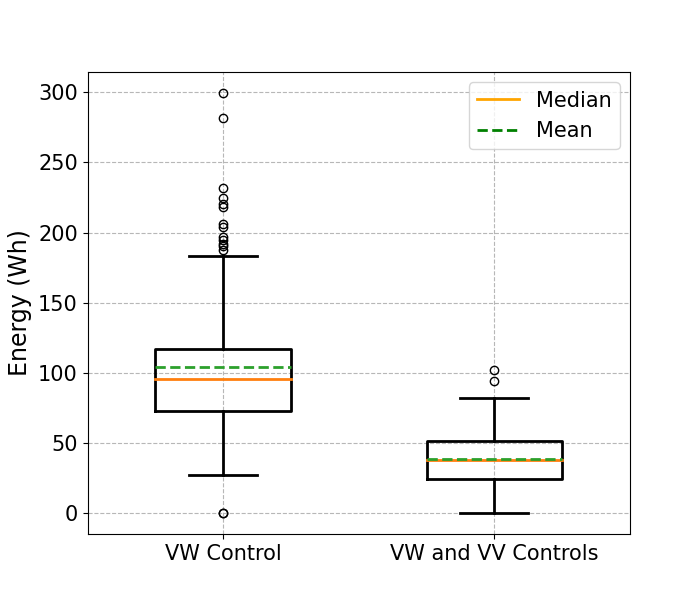 Energy (Wh)
300
250
200
150
100
50
0
Median
Mean
VW Control
VW and VV Controls